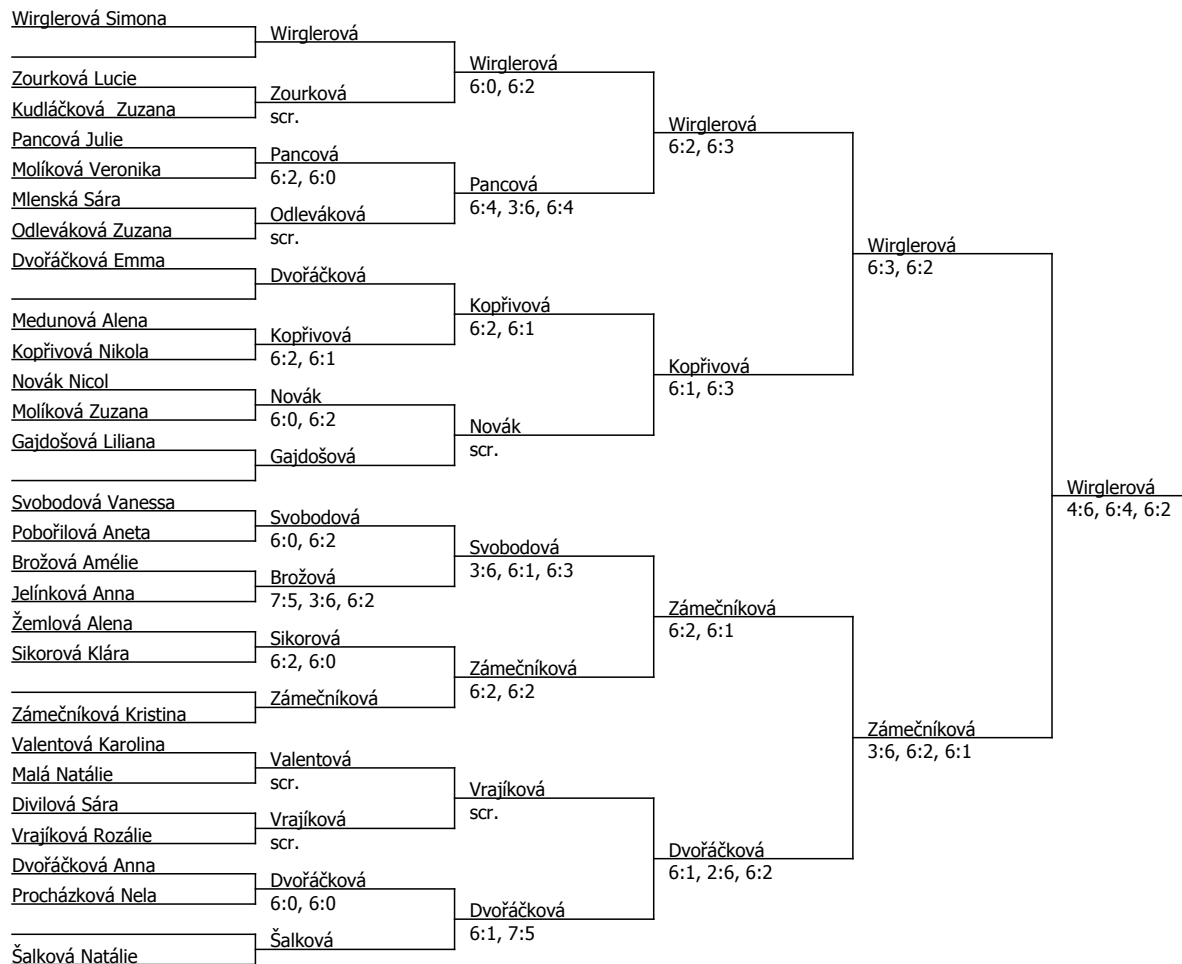 Wirglerová Simona
Zourková Lucie
Kudláčková  Zuzana
Pancová Julie
Molíková Veronika
Mlenská Sára
Odleváková Zuzana
Dvořáčková Emma
Medunová Alena
Kopřivová Nikola
Novák Nicol
Molíková Zuzana
Gajdošová Liliana
Svobodová Vanessa
Pobořilová Aneta
Brožová Amélie
Jelínková Anna
Žemlová Alena
Sikorová Klára
Zámečníková Kristina
Valentová Karolina
Malá Natálie
Divilová Sára
Vrajíková Rozálie
Dvořáčková Anna
Procházková Nela
Šalková Natálie
Wirglerová
Zourková
scr.
Pancová
6:2, 6:0
Odleváková
scr.
Dvořáčková
Kopřivová
6:2, 6:1
Novák
6:0, 6:2
Gajdošová
Svobodová
6:0, 6:2
Brožová
7:5, 3:6, 6:2
Sikorová
6:2, 6:0
Zámečníková
Valentová
scr.
Vrajíková
scr.
Dvořáčková
6:0, 6:0
Šalková
Wirglerová
6:0, 6:2
Pancová
6:4, 3:6, 6:4
Kopřivová
6:2, 6:1
Novák
scr.
Svobodová
3:6, 6:1, 6:3
Zámečníková
6:2, 6:2
Vrajíková
scr.
Dvořáčková
6:1, 7:5
Wirglerová
6:2, 6:3
Kopřivová
6:1, 6:3
Zámečníková
6:2, 6:1
Dvořáčková
6:1, 2:6, 6:2
Wirglerová
6:3, 6:2
Zámečníková
3:6, 6:2, 6:1
Wirglerová
4:6, 6:4, 6:2